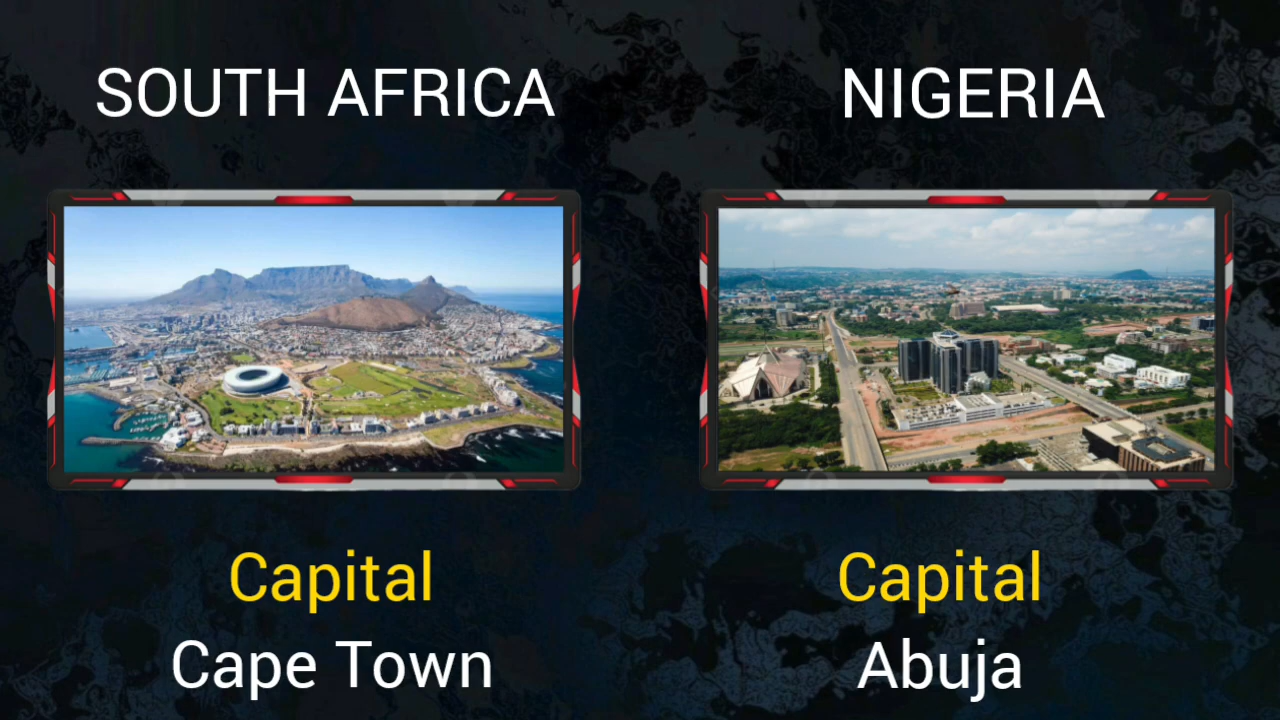 SOUTH AFRICA
NIGERIA
Capital
Cape Town
Capital
Abuja